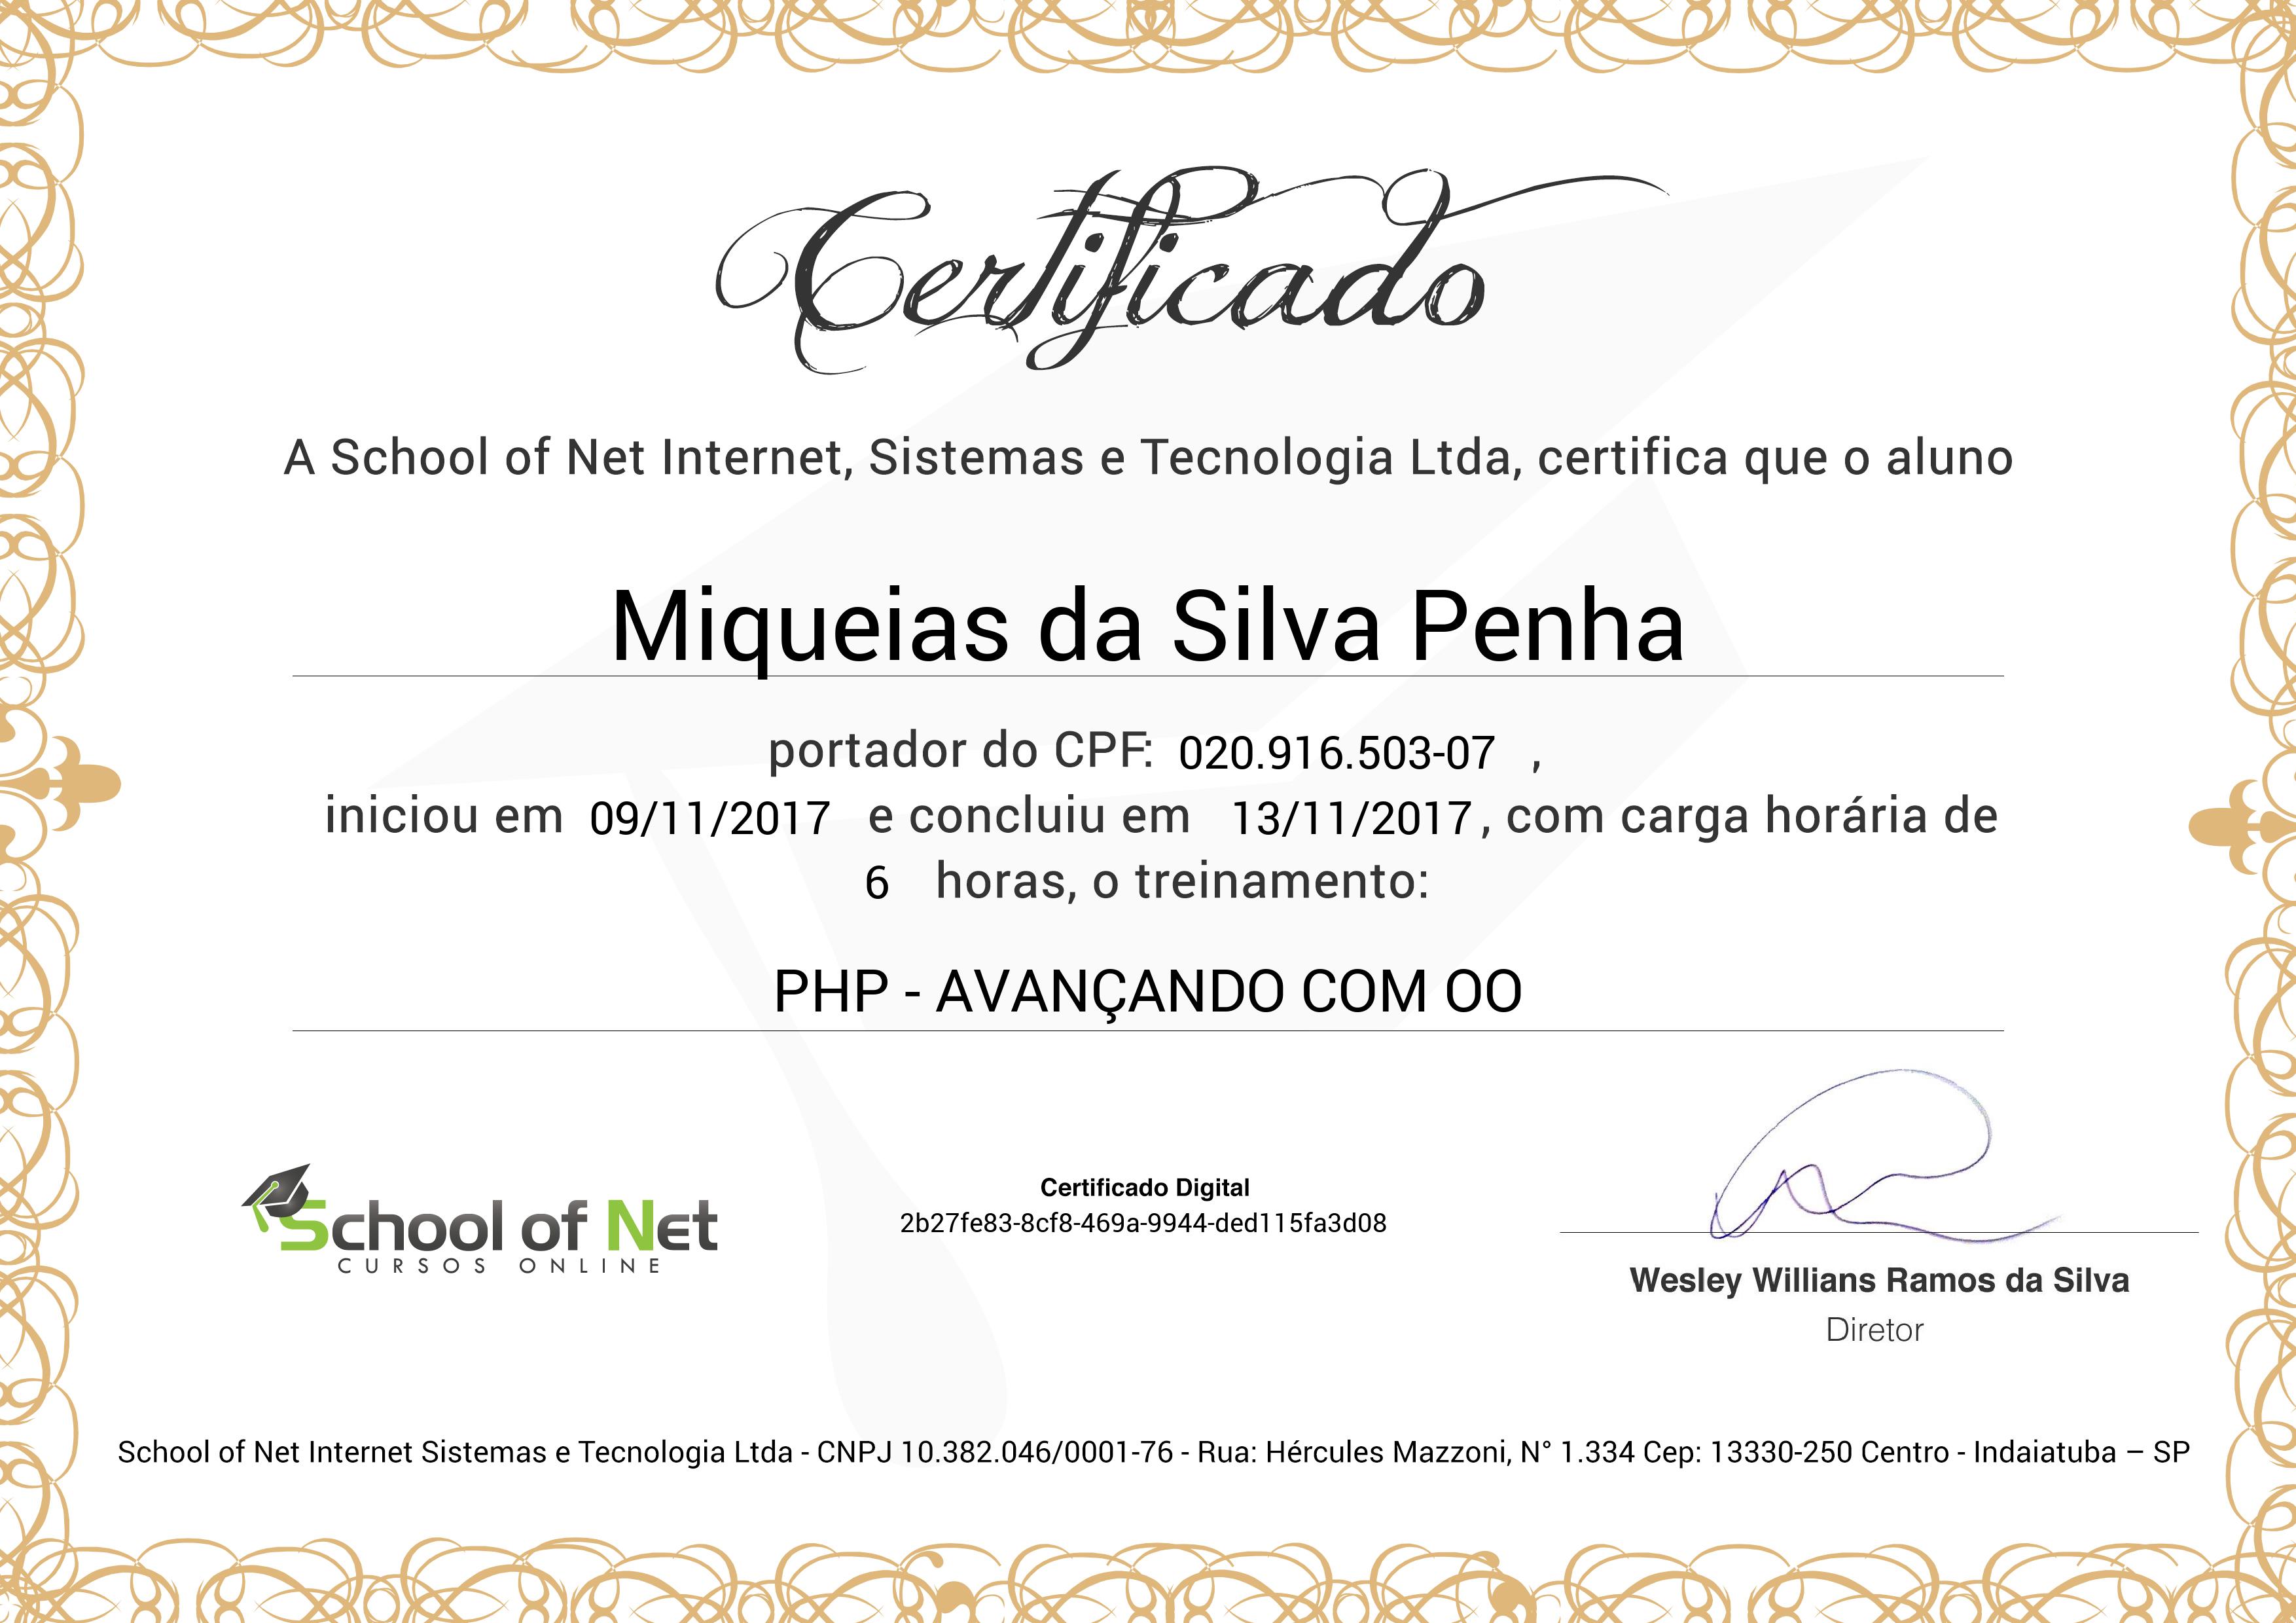 Certificado
A School of Net Internet, Sistemas e Tecnologia Ltda, certifica que o aluno
Miqueias da Silva Penha
portador do CPF: 020.916.503-07 ,
iniciou em 09/11/2017 e concluiu em 13/11/2017, com carga horária de
6 horas, o treinamento:
PHP - AVANÇANDO COM OO
School of Net
CURSOS ONLINE
Certificado Digital
2b27fe83-8cf8-469a-9944-ded115fa3d08
Wesley Willians Ramos da Silva
Diretor
School of Net Internet Sistemas e Tecnologia Ltda - CNPJ 10.382.046/0001-76 - Rua: Hércules Mazzoni, N° 1.334 Cep: 13330-250 Centro - Indaiatuba – SP